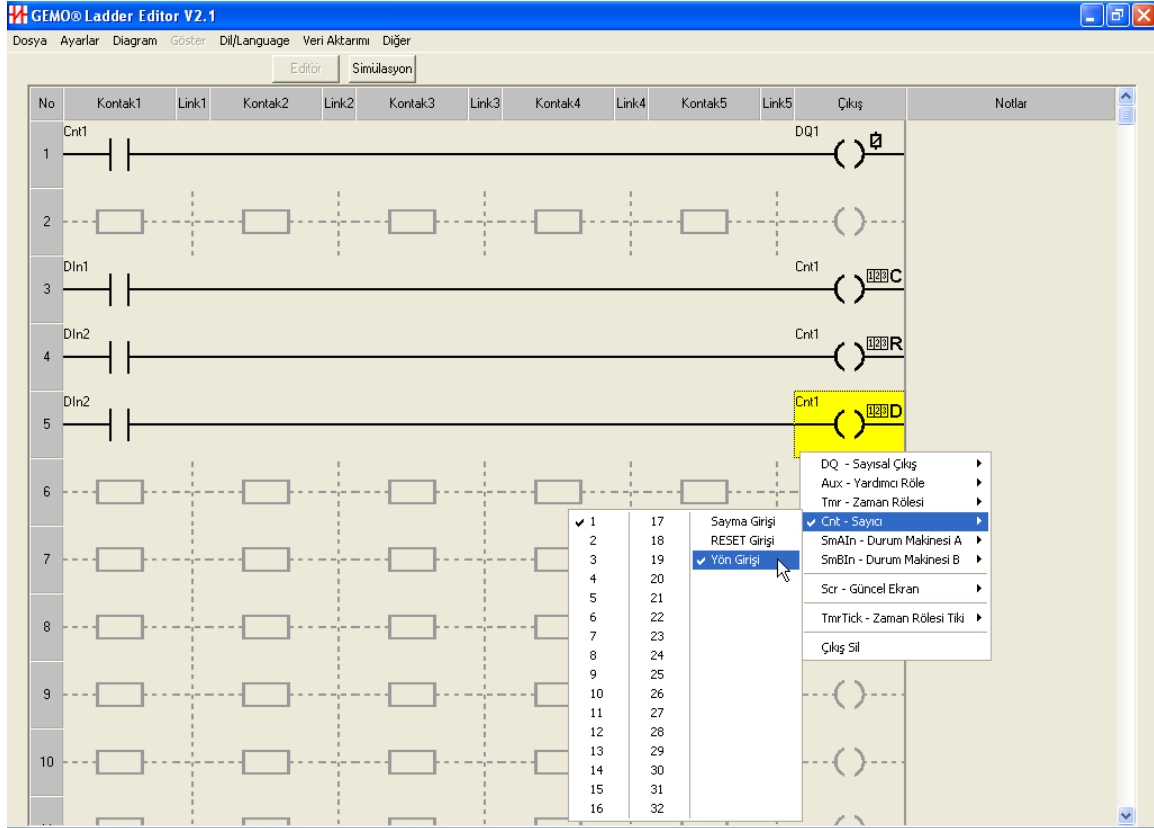 GEMO® Ladder Editor V2.1
Dosya Ayarlar Diagram Göster Dil/Language Veri Aktarımı Diğer
Editör Simülasyon
No Kontak1 Link1 Kontak2 Link2 Kontak3 Link3 Kontak4 Link4 Kontak5 Link5 Çıkış Notlar
Cnt1 DQ1
1
2
DIn1 Cnt1
3 123 C
DIn2 Cnt1
4 123 R
DIn2 Cnt1
5 123 D
6
7
8
9
10
DQ - Sayısal Çıkış
Aux - Yardımcı Röle
Tmr - Zaman Rölesi
Cnt - Sayıcı
SmAIn - Durum Makinesi A
SmBIn - Durum Makinesi B
Scr - Güncel Ekran
TmrTick - Zaman Rölesi Tiki
Çıkış Sil
1 17 Sayma Girişi
2 18 RESET Girişi
3 19 Yön Girişi
4 20
5 21
6 22
7 23
8 24
9 25
10 26
11 27
12 28
13 29
14 30
15 31
16 32